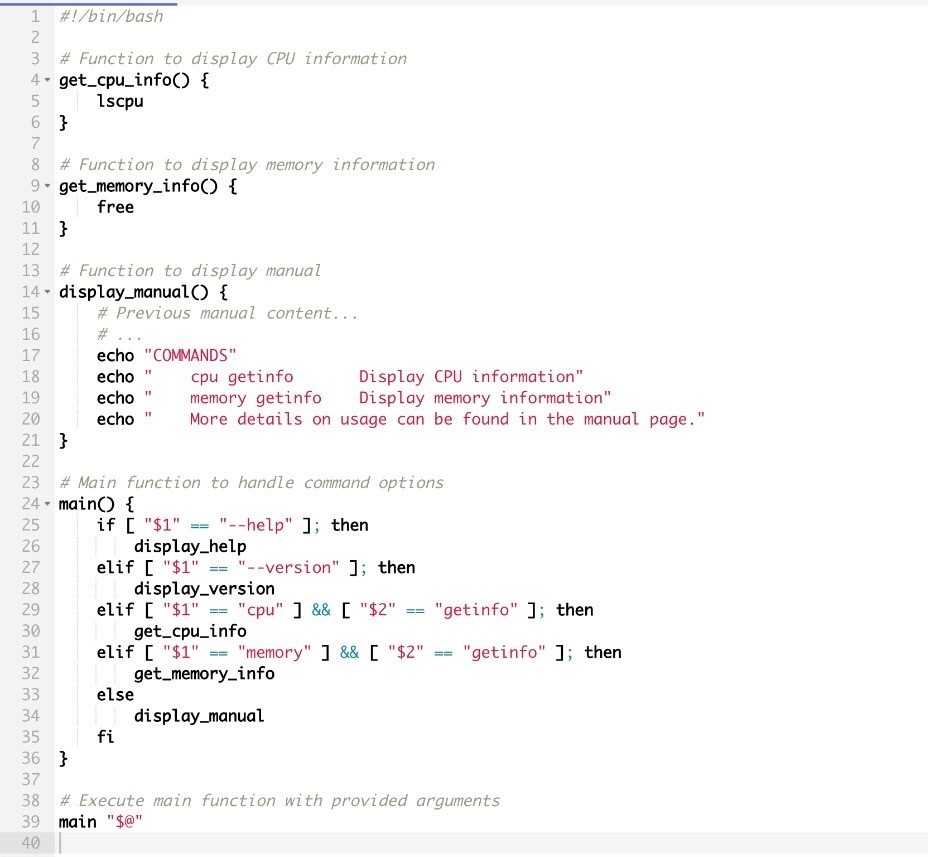 1 #!/bin/bash
2
3 # Function to display CPU information
4 get_cpu_info() {
5     lscpu
6 }
7
8 # Function to display memory information
9 get_memory_info() {
10     free
11 }
12
13 # Function to display manual
14 display_manual() {
15     # Previous manual content...
16     # ...
17     echo "COMMANDS"
18     echo "    cpu getinfo       Display CPU information"
19     echo "    memory getinfo    Display memory information"
20     echo "    More details on usage can be found in the manual page."
21 }
22
23 # Main function to handle command options
24 main() {
25     if [ "$1" == "--help" ]; then
26         display_help
27     elif [ "$1" == "--version" ]; then
28         display_version
29     elif [ "$1" == "cpu" ] && [ "$2" == "getinfo" ]; then
30         get_cpu_info
31     elif [ "$1" == "memory" ] && [ "$2" == "getinfo" ]; then
32         get_memory_info
33     else
34         display_manual
35     fi
36 }
37
38 # Execute main function with provided arguments
39 main "$@"
40